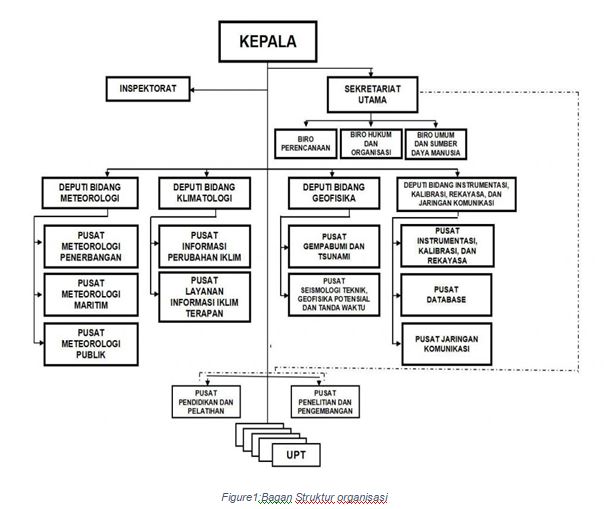 KEPALA
INSPEKTORAT
SEKRETARIAT
UTAMA
BIRO
PERENCANAAN
BIRO HUKUM
DAN
ORGANISASI
BIRO UMUM
DAN SUMBER
DAYA MANUSIA
DEPUTI BIDANG
METEOROLOGI
DEPUTI BIDANG
KLIMATOLOGI
DEPUTI BIDANG
GEOFISIKA
DEPUTI BIDANG INSTRUMENTASI,
KALIBRASI, REKAYASA, DAN
JARINGAN KOMUNIKASI
PUSAT
METEOROLOGI
PENERBANGAN
PUSAT
INFORMASI
PERUBAHAN IKLIM
PUSAT
GEMPABUMI DAN
TSUNAMI
PUSAT
INSTRUMENTASI,
KALIBRASI, DAN
REKAYASA
PUSAT
METEOROLOGI
MARITIM
PUSAT
LAYANAN
INFORMASI IKLIM
TERAPAN
PUSAT
SEISMOLOGI TEKNIK,
GEOFISIKA POTENSIAL
DAN TANDA WAKTU
PUSAT
DATABASE
PUSAT
METEOROLOGI
PUBLIK
PUSAT JARINGAN
KOMUNIKASI
PUSAT
PENDIDIKAN DAN
PELATIHAN
PUSAT
PENELITIAN DAN
PENGEMBANGAN
UPT
Figure1:Bagan Struktur organisasi